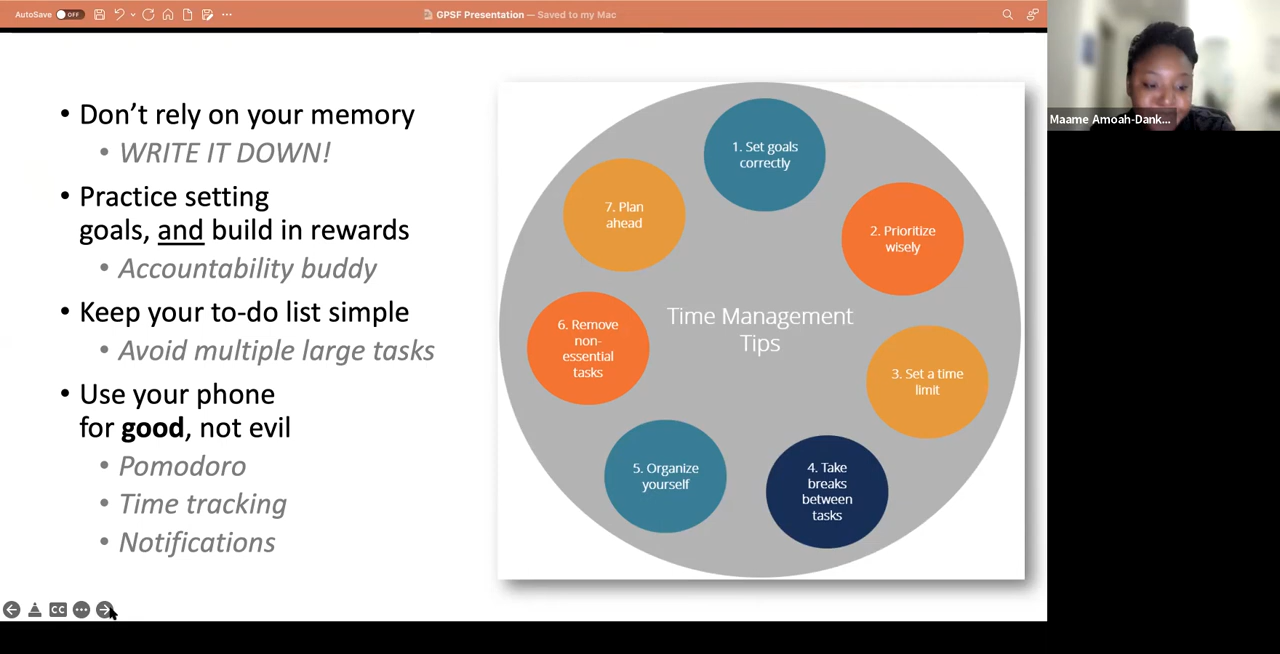 AutoSave OFF
GPSF Presentation — Saved to my Mac
• Don’t rely on your memory
• WRITE IT DOWN!
• Practice setting
goals, and build in rewards
• Accountability buddy
• Keep your to-do list simple
• Avoid multiple large tasks
• Use your phone
for good, not evil
• Pomodoro
• Time tracking
• Notifications
Time Management
Tips
1. Set goals
correctly
2. Prioritize
wisely
3. Set a time
limit
4. Take
breaks
between
tasks
5. Organize
yourself
6. Remove
non-
essential
tasks
7. Plan
ahead
CC
Maame Amoah-Dank...